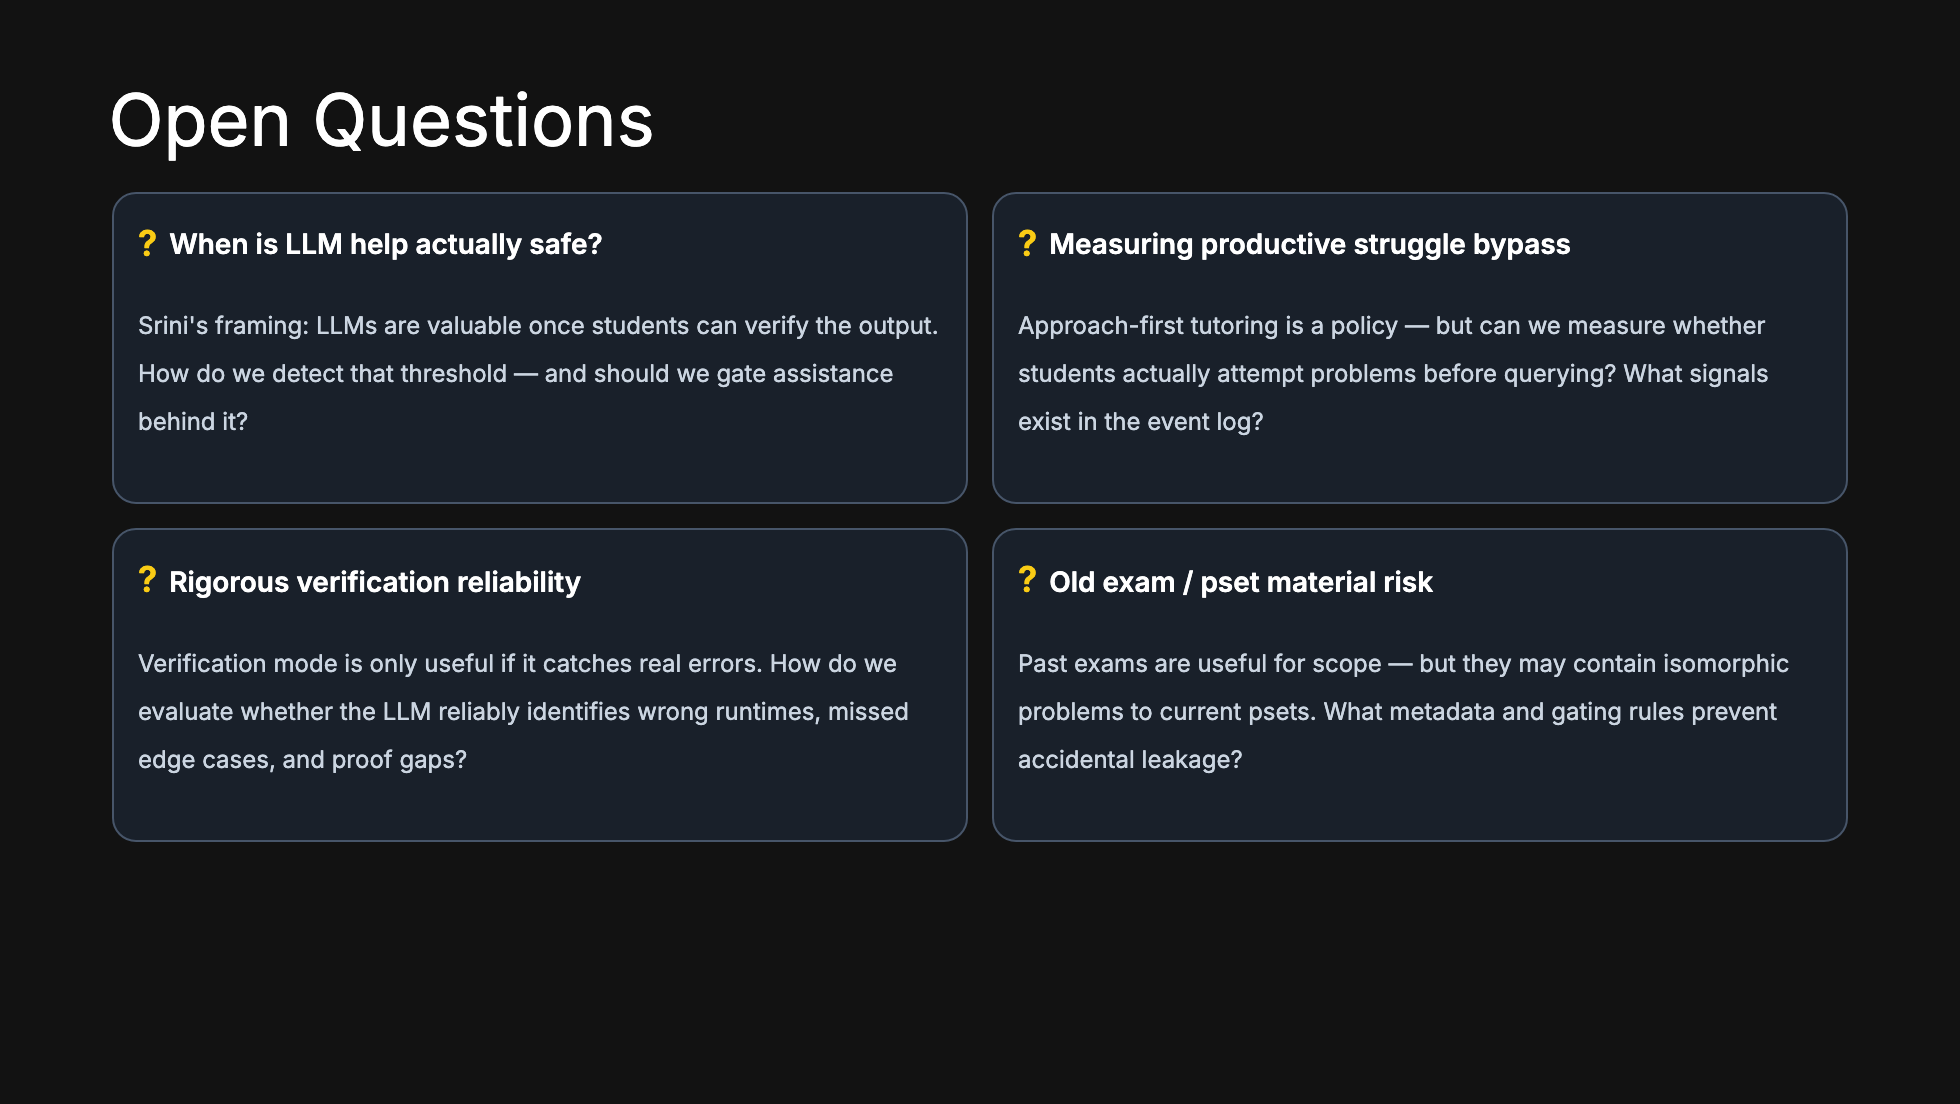 Open Questions
? When is LLM help actually safe?
Srini's framing: LLMs are valuable once students can verify the output.
How do we detect that threshold — and should we gate assistance
behind it?
? Measuring productive struggle bypass
Approach-first tutoring is a policy — but can we measure whether
students actually attempt problems before querying? What signals
exist in the event log?
? Rigorous verification reliability
Verification mode is only useful if it catches real errors. How do we
evaluate whether the LLM reliably identifies wrong runtimes, missed
edge cases, and proof gaps?
? Old exam / pset material risk
Past exams are useful for scope — but they may contain isomorphic
problems to current psets. What metadata and gating rules prevent
accidental leakage?